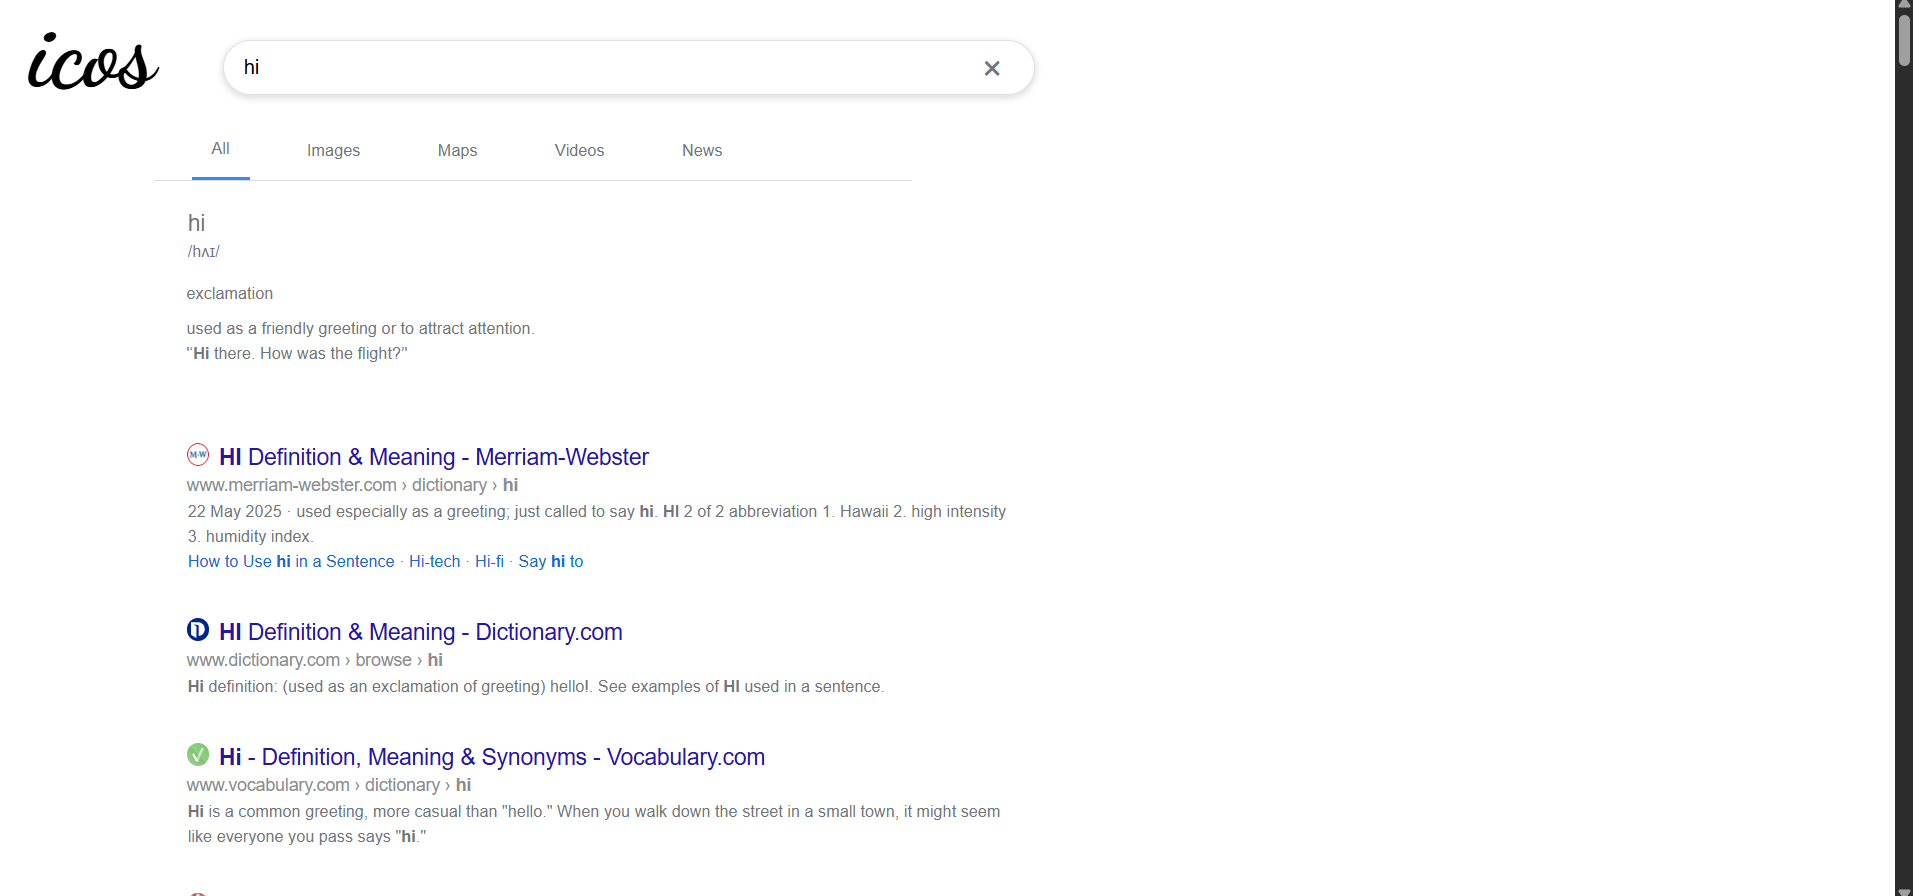 icos
hi
All Images Maps Videos News
hi
/hʌɪ/
exclamation
used as a friendly greeting or to attract attention.
"Hi there. How was the flight?"
M-W HI Definition & Meaning - Merriam-Webster
www.merriam-webster.com › dictionary › hi
22 May 2025 · used especially as a greeting; just called to say hi. HI 2 of 2 abbreviation 1. Hawaii 2. high intensity
3. humidity index.
How to Use hi in a Sentence · Hi-tech · Hi-fi · Say hi to
HI Definition & Meaning - Dictionary.com
www.dictionary.com › browse › hi
Hi definition: (used as an exclamation of greeting) hello!. See examples of HI used in a sentence.
Hi - Definition, Meaning & Synonyms - Vocabulary.com
www.vocabulary.com › dictionary › hi
Hi is a common greeting, more casual than "hello." When you walk down the street in a small town, it might seem
like everyone you pass says "hi."